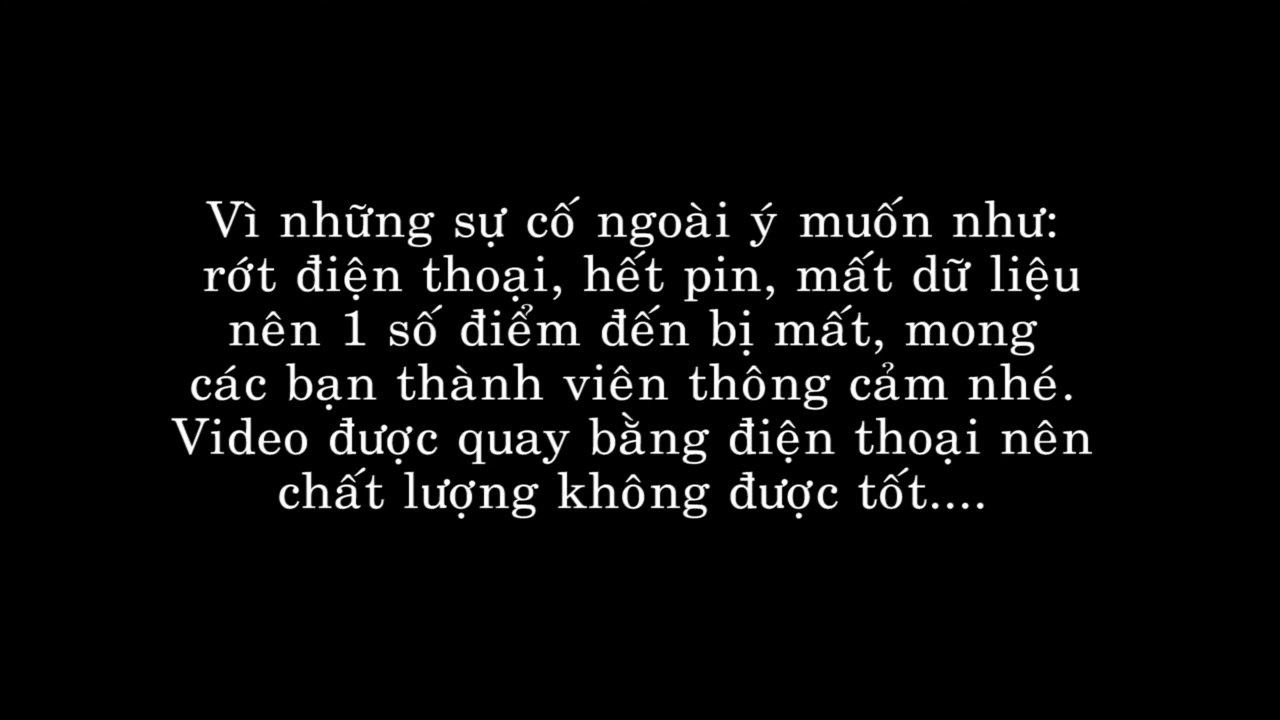 Vì những sự cố ngoài ý muốn như:
rớt điện thoại, hết pin, mất dữ liệu
nên 1 số điểm đến bị mất, mong
các bạn thành viên thông cảm nhé.
Video được quay bằng điện thoại nên
chất lượng không được tốt....